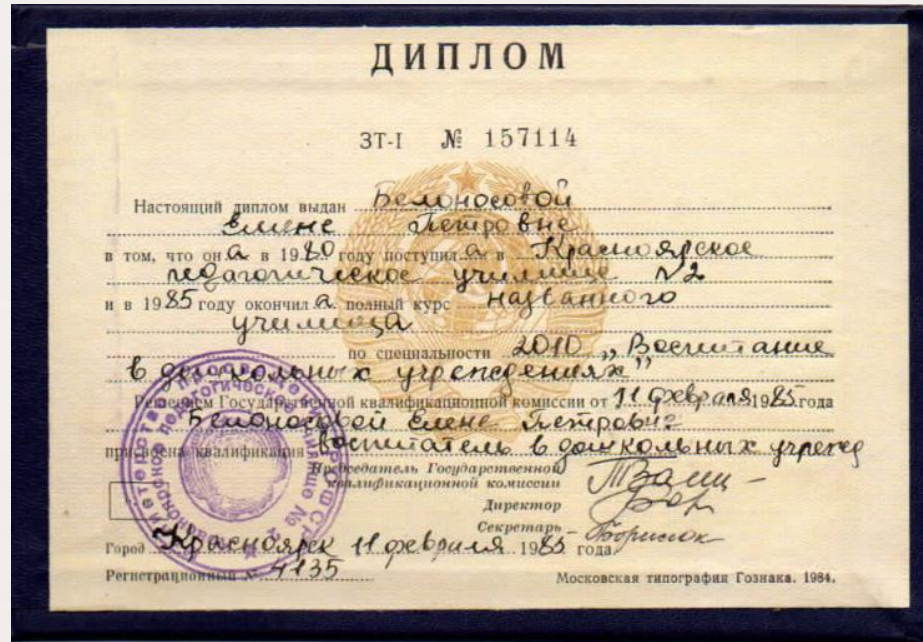 ДИПЛОМ
ЗТ-I № 157114
Настоящий диплом выдан Белоносовой
Елене Петровне
в том, что она в 1980 году поступила в Красноярское
педагогическое училище №2
и в 1985 году окончила полный курс названного
училища
по специальности 2010 „Воспитание
в дошкольных учреждениях”
Решением Государственной квалификационной комиссии от 11 февраля 1985 года
Белоносовой Елене Петровне
присвоена квалификация воспитатель в дошкольных учрежд
Председатель Государственной
квалификационной комиссии
Директор
Секретарь
Город Красноярск 11 февраля 1985 года
Регистрационный № 4135
Московская типография Гознака. 1984.